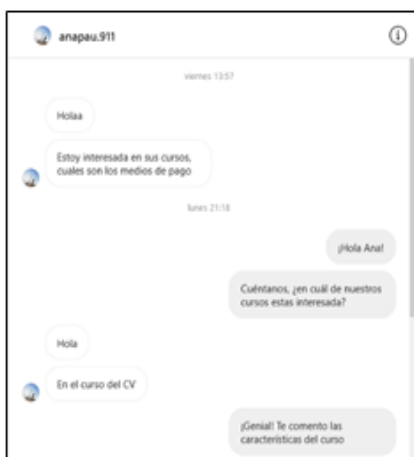 anapau.911
viernes 13:57
Holaa
Estoy interesada en sus cursos,
cuales son los medios de pago
lunes 21:18
¡Hola Ana!
Cuéntanos, ¿en cuál de nuestros
cursos estas interesada?
Hola
En el curso del CV
¡Genial! Te comento las
características del curso